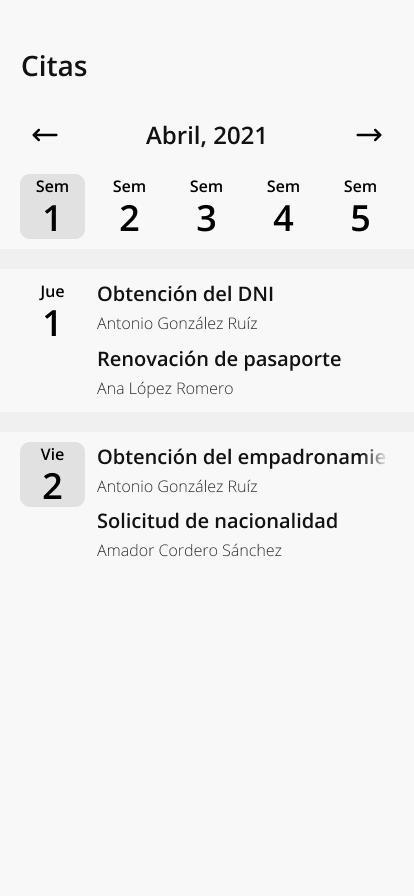 Citas
Abril, 2021
Sem Sem Sem Sem Sem
1 2 3 4 5
Jue
1
Obtención del DNI
Antonio González Ruíz
Renovación de pasaporte
Ana López Romero
Vie
2
Obtención del empadronamie
Antonio González Ruíz
Solicitud de nacionalidad
Amador Cordero Sánchez